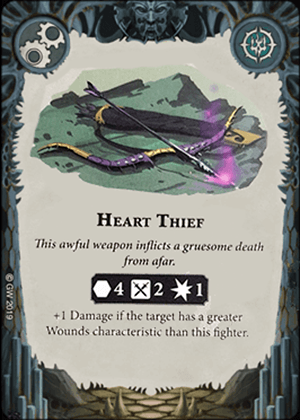 Heart Thief
This awful weapon inflicts a gruesome death
from afar.
4 2 1
+1 Damage if the target has a greater
Wounds characteristic than this fighter.
© GW 2019